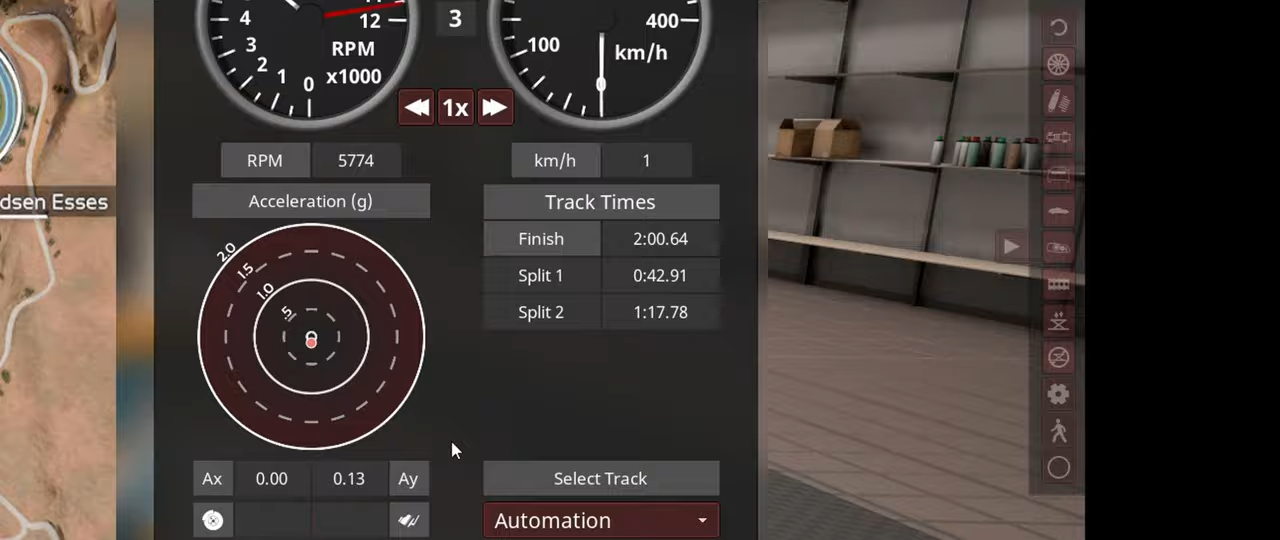 4
3
2
1
0
12
RPM
x1000
3
1x
100
400
km/h
0
RPM 5774
km/h 1
dsen Esses
Acceleration (g)
Track Times
Finish 2:00.64
Split 1 0:42.91
Split 2 1:17.78
2.0
1.5
1.0
.5
Ax 0.00 0.13 Ay
Select Track
Automation